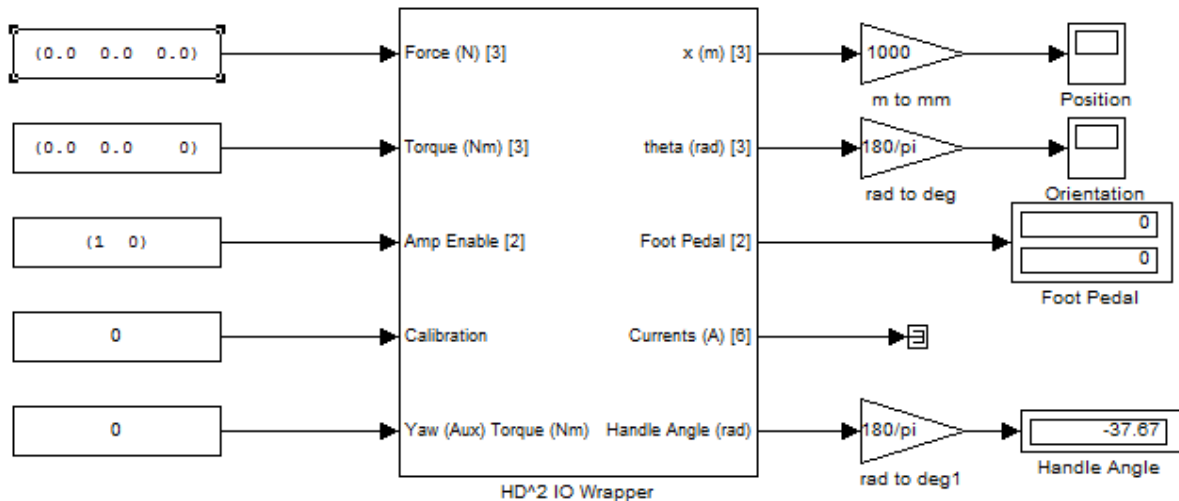 (0.0 0.0 0.0)
Force (N) [3]
x (m) [3]
1000
m to mm
Position
(0.0 0.0 0)
Torque (Nm) [3]
theta (rad) [3]
180/pi
rad to deg
Orientation
(1 0)
Amp Enable [2]
Foot Pedal [2]
0
0
Foot Pedal
0
Calibration
Currents (A) [6]
0
Yaw (Aux) Torque (Nm)
Handle Angle (rad)
180/pi
rad to deg1
-37.67
Handle Angle
HD^2 IO Wrapper